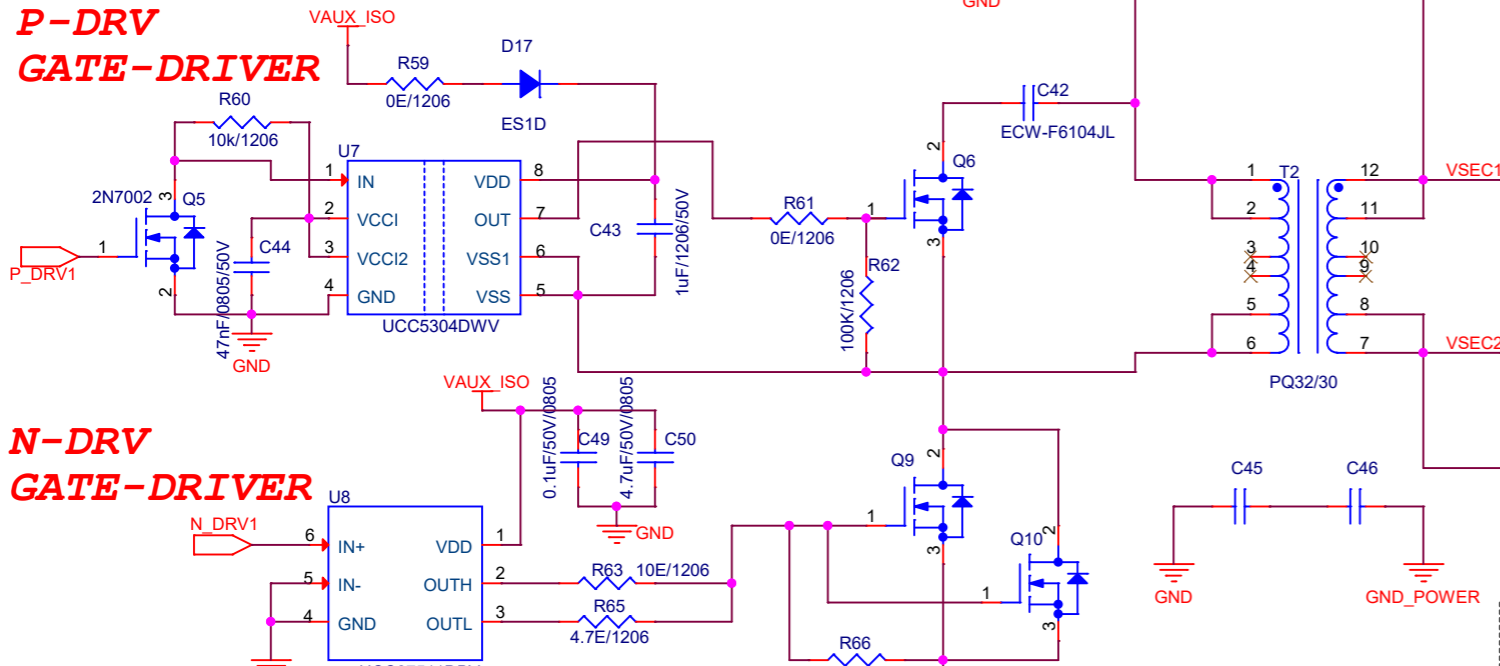 P-DRV
GATE-DRIVER
VAUX_ISO
GND
D17
R59
0E/1206
ES1D
R60
10k/1206
C42
ECW-F6104JL
U7
1
IN
VDD
8
2
VCCI
OUT
7
3
VCCI2
VSS1
6
4
GND
VSS
5
UCC5304DWV
2N7002
3
Q5
1
2
P_DRV1
C44
47nF/0805/50V
GND
C43
1uF/1206/50V
R61
0E/1206
R62
100K/1206
2
Q6
1
3
T2
1
2
3
4
5
6
12
11
10
9
8
7
PQ32/30
VSEC1
VSEC2
VAUX_ISO
0.1uF/50V/0805
C49
4.7uF/50V/0805
C50
GND
N-DRV
GATE-DRIVER
U8
N_DRV1
6
IN+
VDD
1
5
IN-
OUTH
2
4
GND
OUTL
3
R63
10E/1206
R65
4.7E/1206
Q9
2
1
3
Q10
2
1
3
R66
C45
C46
GND
GND_POWER